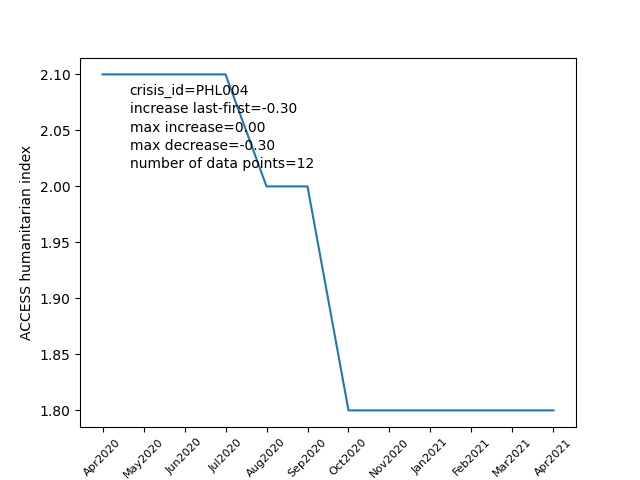 2.10
2.05
2.00
1.95
1.90
1.85
1.80
ACCESS humanitarian index
crisis_id=PHL004
increase last-first=-0.30
max increase=0.00
max decrease=-0.30
number of data points=12
Apr2020
May2020
Jun2020
Jul2020
Aug2020
Sep2020
Oct2020
Nov2020
Jan2021
Feb2021
Mar2021
Apr2021